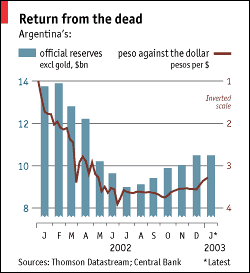 Return from the dead
Argentina's:
official reserves
excl gold, $bn
peso against the dollar
pesos per $
14
12
10
8
Inverted
scale
1
2
3
4
J F M A M J J A S O N D J*
2002 2003
Sources: Thomson Datastream; Central Bank *Latest